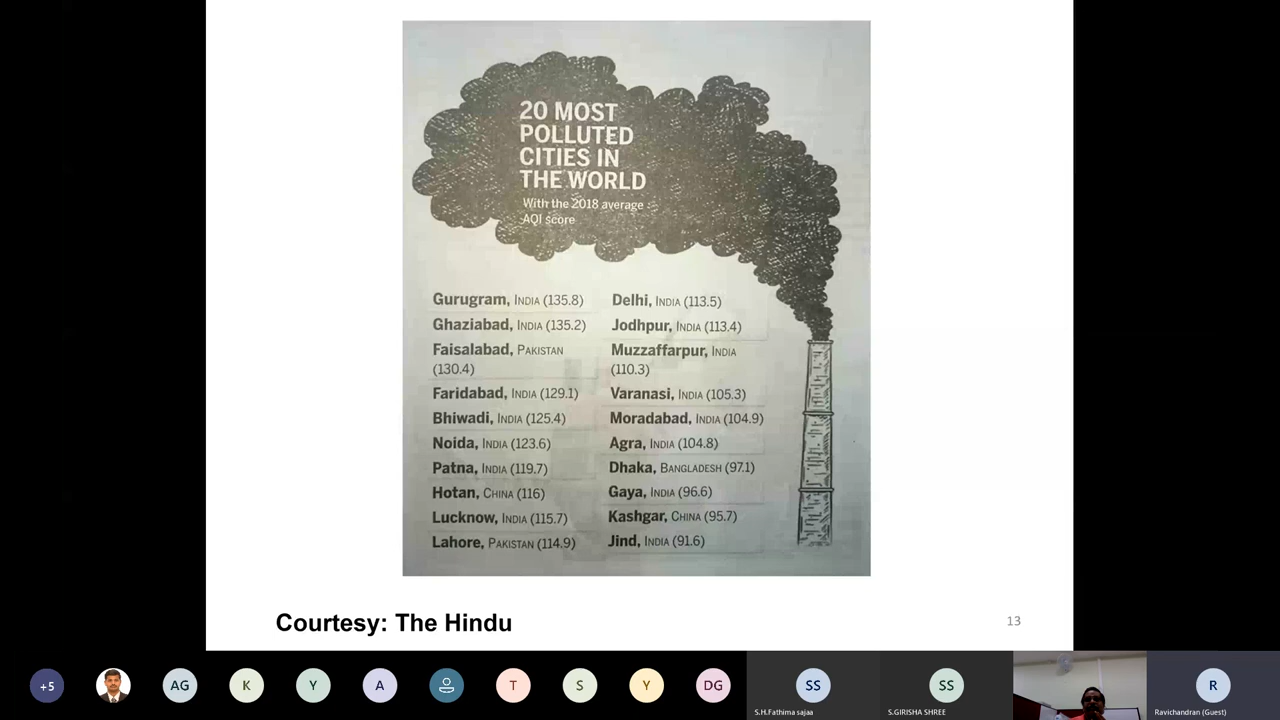 20 MOST
POLLUTED
CITIES IN
THE WORLD
With the 2018 average
AQI score
Gurugram, INDIA (135.8)
Ghaziabad, INDIA (135.2)
Faisalabad, PAKISTAN
(130.4)
Faridabad, INDIA (129.1)
Bhiwadi, INDIA (125.4)
Noida, INDIA (123.6)
Patna, INDIA (119.7)
Hotan, CHINA (116)
Lucknow, INDIA (115.7)
Lahore, PAKISTAN (114.9)
Delhi, INDIA (113.5)
Jodhpur, INDIA (113.4)
Muzzaffarpur, INDIA
(110.3)
Varanasi, INDIA (105.3)
Moradabad, INDIA (104.9)
Agra, INDIA (104.8)
Dhaka, BANGLADESH (97.1)
Gaya, INDIA (96.6)
Kashgar, CHINA (95.7)
Jind, INDIA (91.6)
Courtesy: The Hindu
13
+5
AG
K
Y
A
T
S
Y
DG
SS
S.H.Fathima sajaa
SS
S.GIRISHA SHREE
R
Ravichandran (Guest)